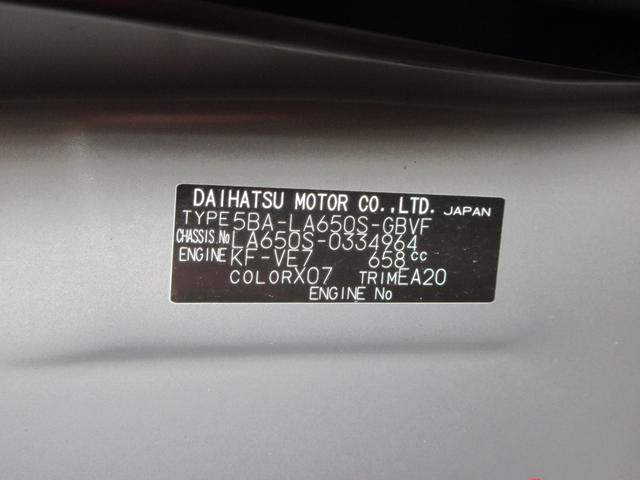 DAIHATSU MOTOR CO.,LTD. JAPAN
TYPE 5BA-LA650S-GBVF
CHASSIS No LA650S-0334964
ENGINE KF-VE7 658cc
COLOR X07 TRIM EA20
ENGINE No